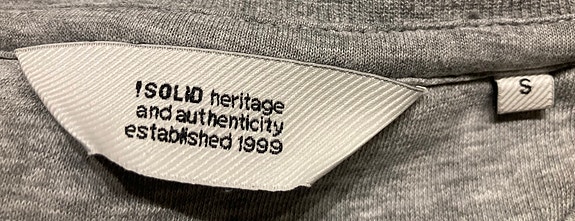 !SOLID heritage
and authenticity
established 1999
S